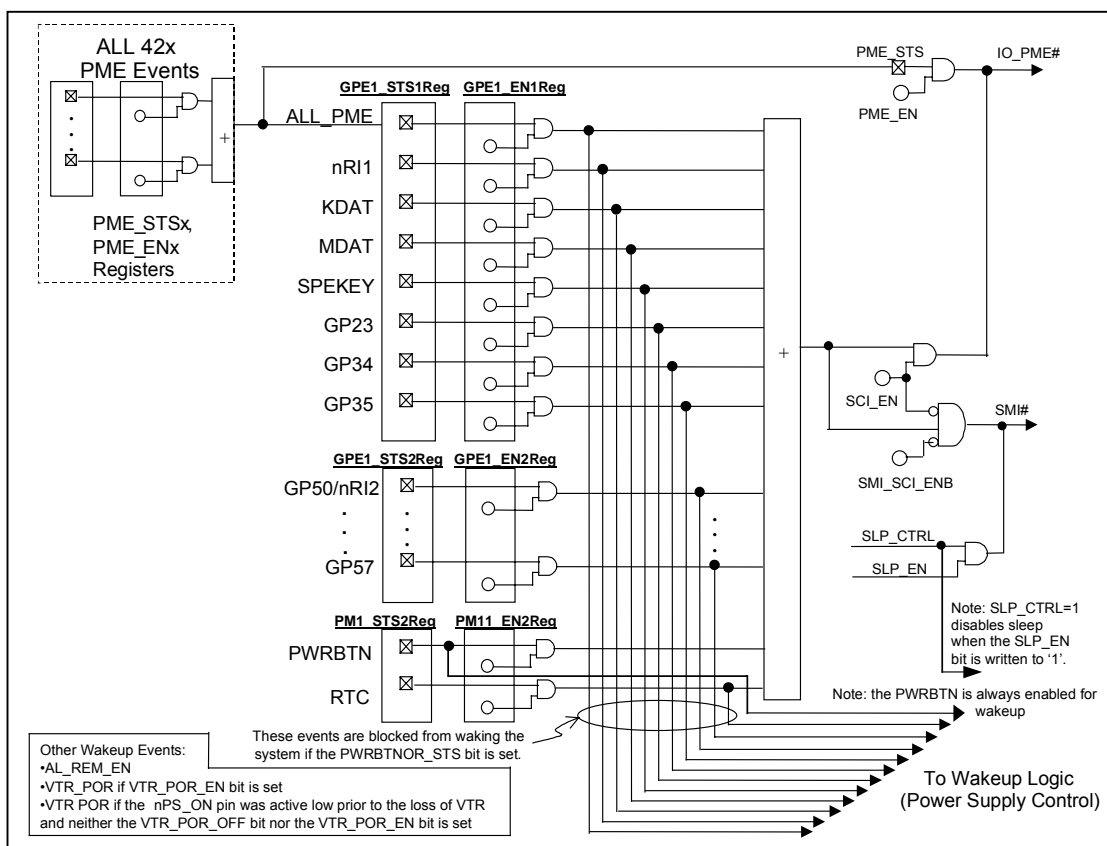 ALL 42x
PME Events
PME_STSx,
PME_ENx
Registers
PME_STS
IO_PME#
PME_EN
GPE1_STS1Reg
GPE1_EN1Reg
ALL_PME
nRI1
KDAT
MDAT
SPEKEY
GP23
GP34
GP35
+
+
SCI_EN
SMI#
SMI_SCI_ENB
GPE1_STS2Reg
GPE1_EN2Reg
GP50/nRI2
GP57
SLP_CTRL
SLP_EN
Note: SLP_CTRL=1
disables sleep
when the SLP_EN
bit is written to ‘1’.
PM1_STS2Reg
PM11_EN2Reg
PWRBTN
RTC
Note: the PWRBTN is always enabled for
wakeup
These events are blocked from waking the
system if the PWRBTNOR_STS bit is set.
Other Wakeup Events:
•AL_REM_EN
•VTR_POR if VTR_POR_EN bit is set
•VTR POR if the nPS_ON pin was active low prior to the loss of VTR
and neither the VTR_POR_OFF bit nor the VTR_POR_EN bit is set
To Wakeup Logic
(Power Supply Control)